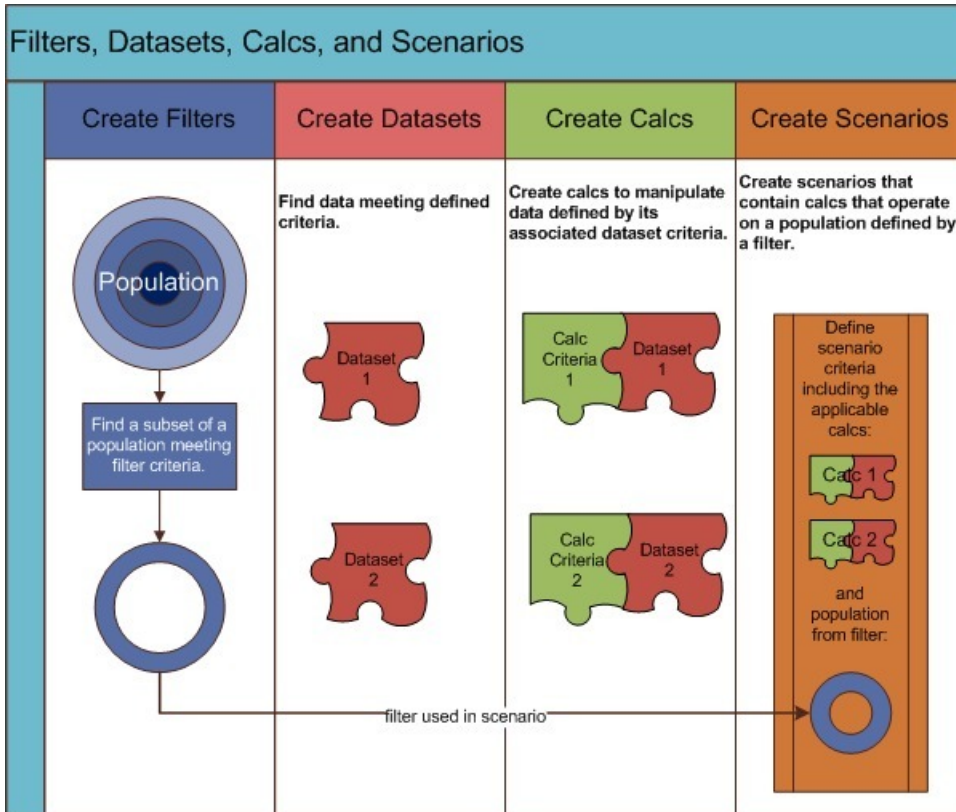 Filters, Datasets, Calcs, and Scenarios
Create Filters
Create Datasets
Create Calcs
Create Scenarios
Population
Find a subset of a
population meeting
filter criteria.
Find data meeting defined
criteria.
Dataset
1
Dataset
2
Create calcs to manipulate
data defined by its
associated dataset criteria.
Calc
Criteria
1
Dataset
1
Calc
Criteria
2
Dataset
2
Create scenarios that
contain calcs that operate
on a population defined by
a filter.
Define
scenario
criteria
including the
applicable
calcs:
Calc 1
Calc 2
and
population
from filter:
filter used in scenario